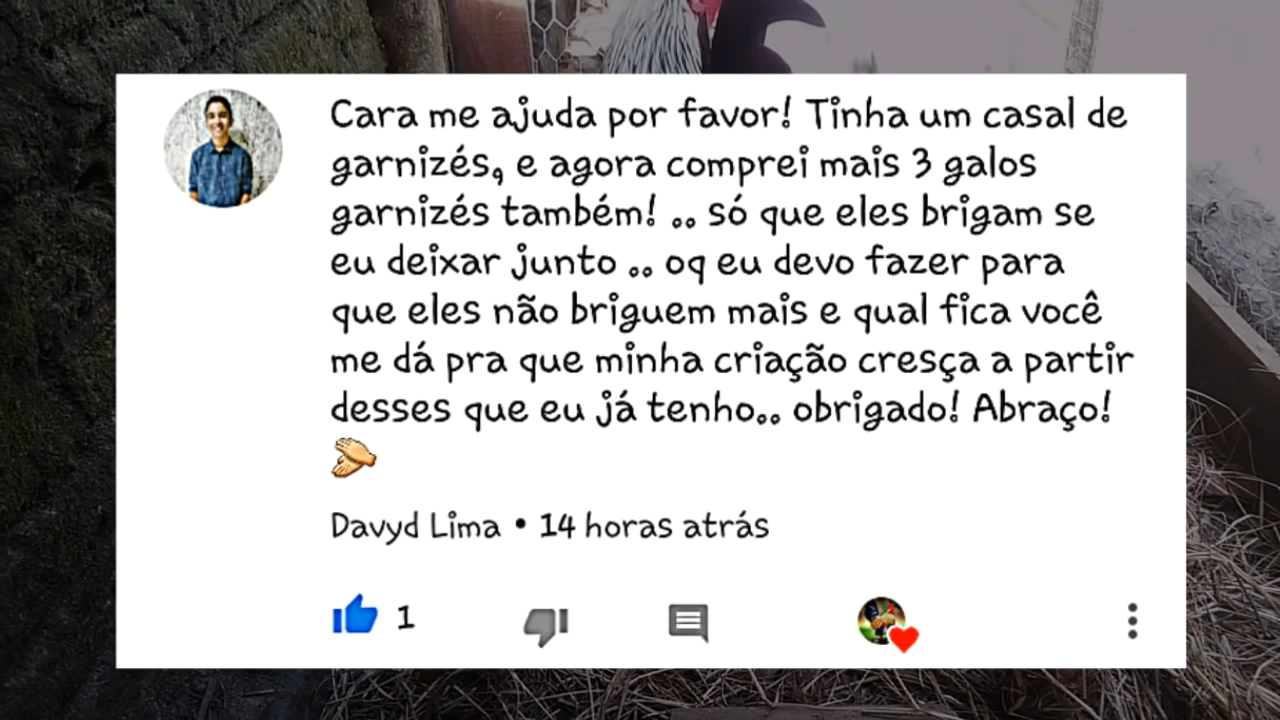 Cara me ajuda por favor! Tinha um casal de
garnizés, e agora comprei mais 3 galos
garnizés também! .. só que eles brigam se
eu deixar junto .. oq eu devo fazer para
que eles não briguem mais e qual fica você
me dá pra que minha criação cresça a partir
desses que eu já tenho.. obrigado! Abraço!
👏
Davyd Lima • 14 horas atrás
1